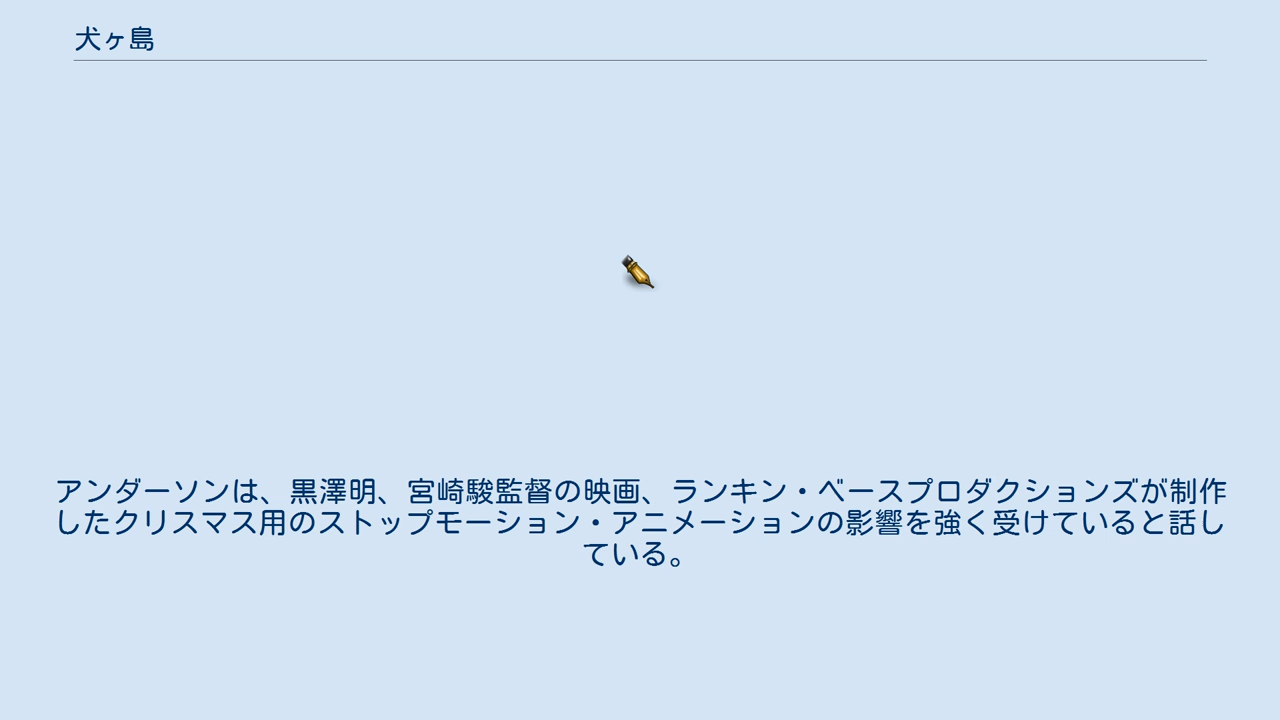 犬ヶ島
アンダーソンは、黒澤明、宮崎駿監督の映画、ランキン・ベースプロダクションズが制作
したクリスマス用のストップモーション・アニメーションの影響を強く受けていると話し
ている。